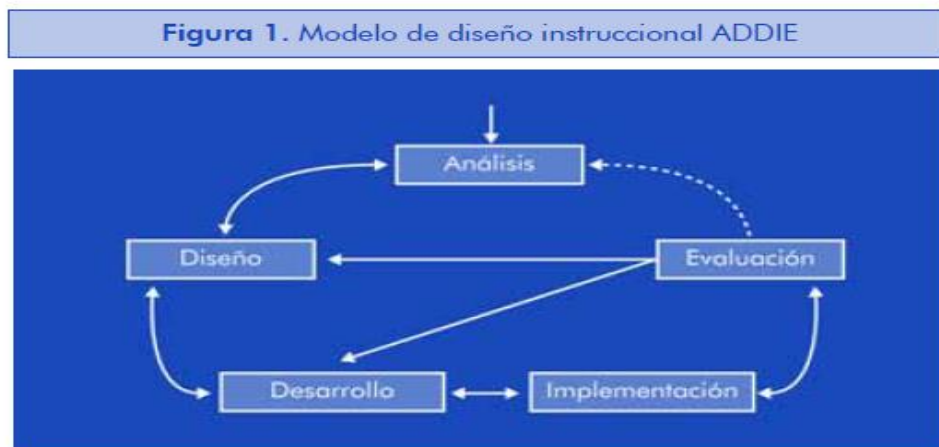 Figura 1. Modelo de diseño instruccional ADDIE
Análisis
Diseño
Evaluación
Desarrollo
Implementación